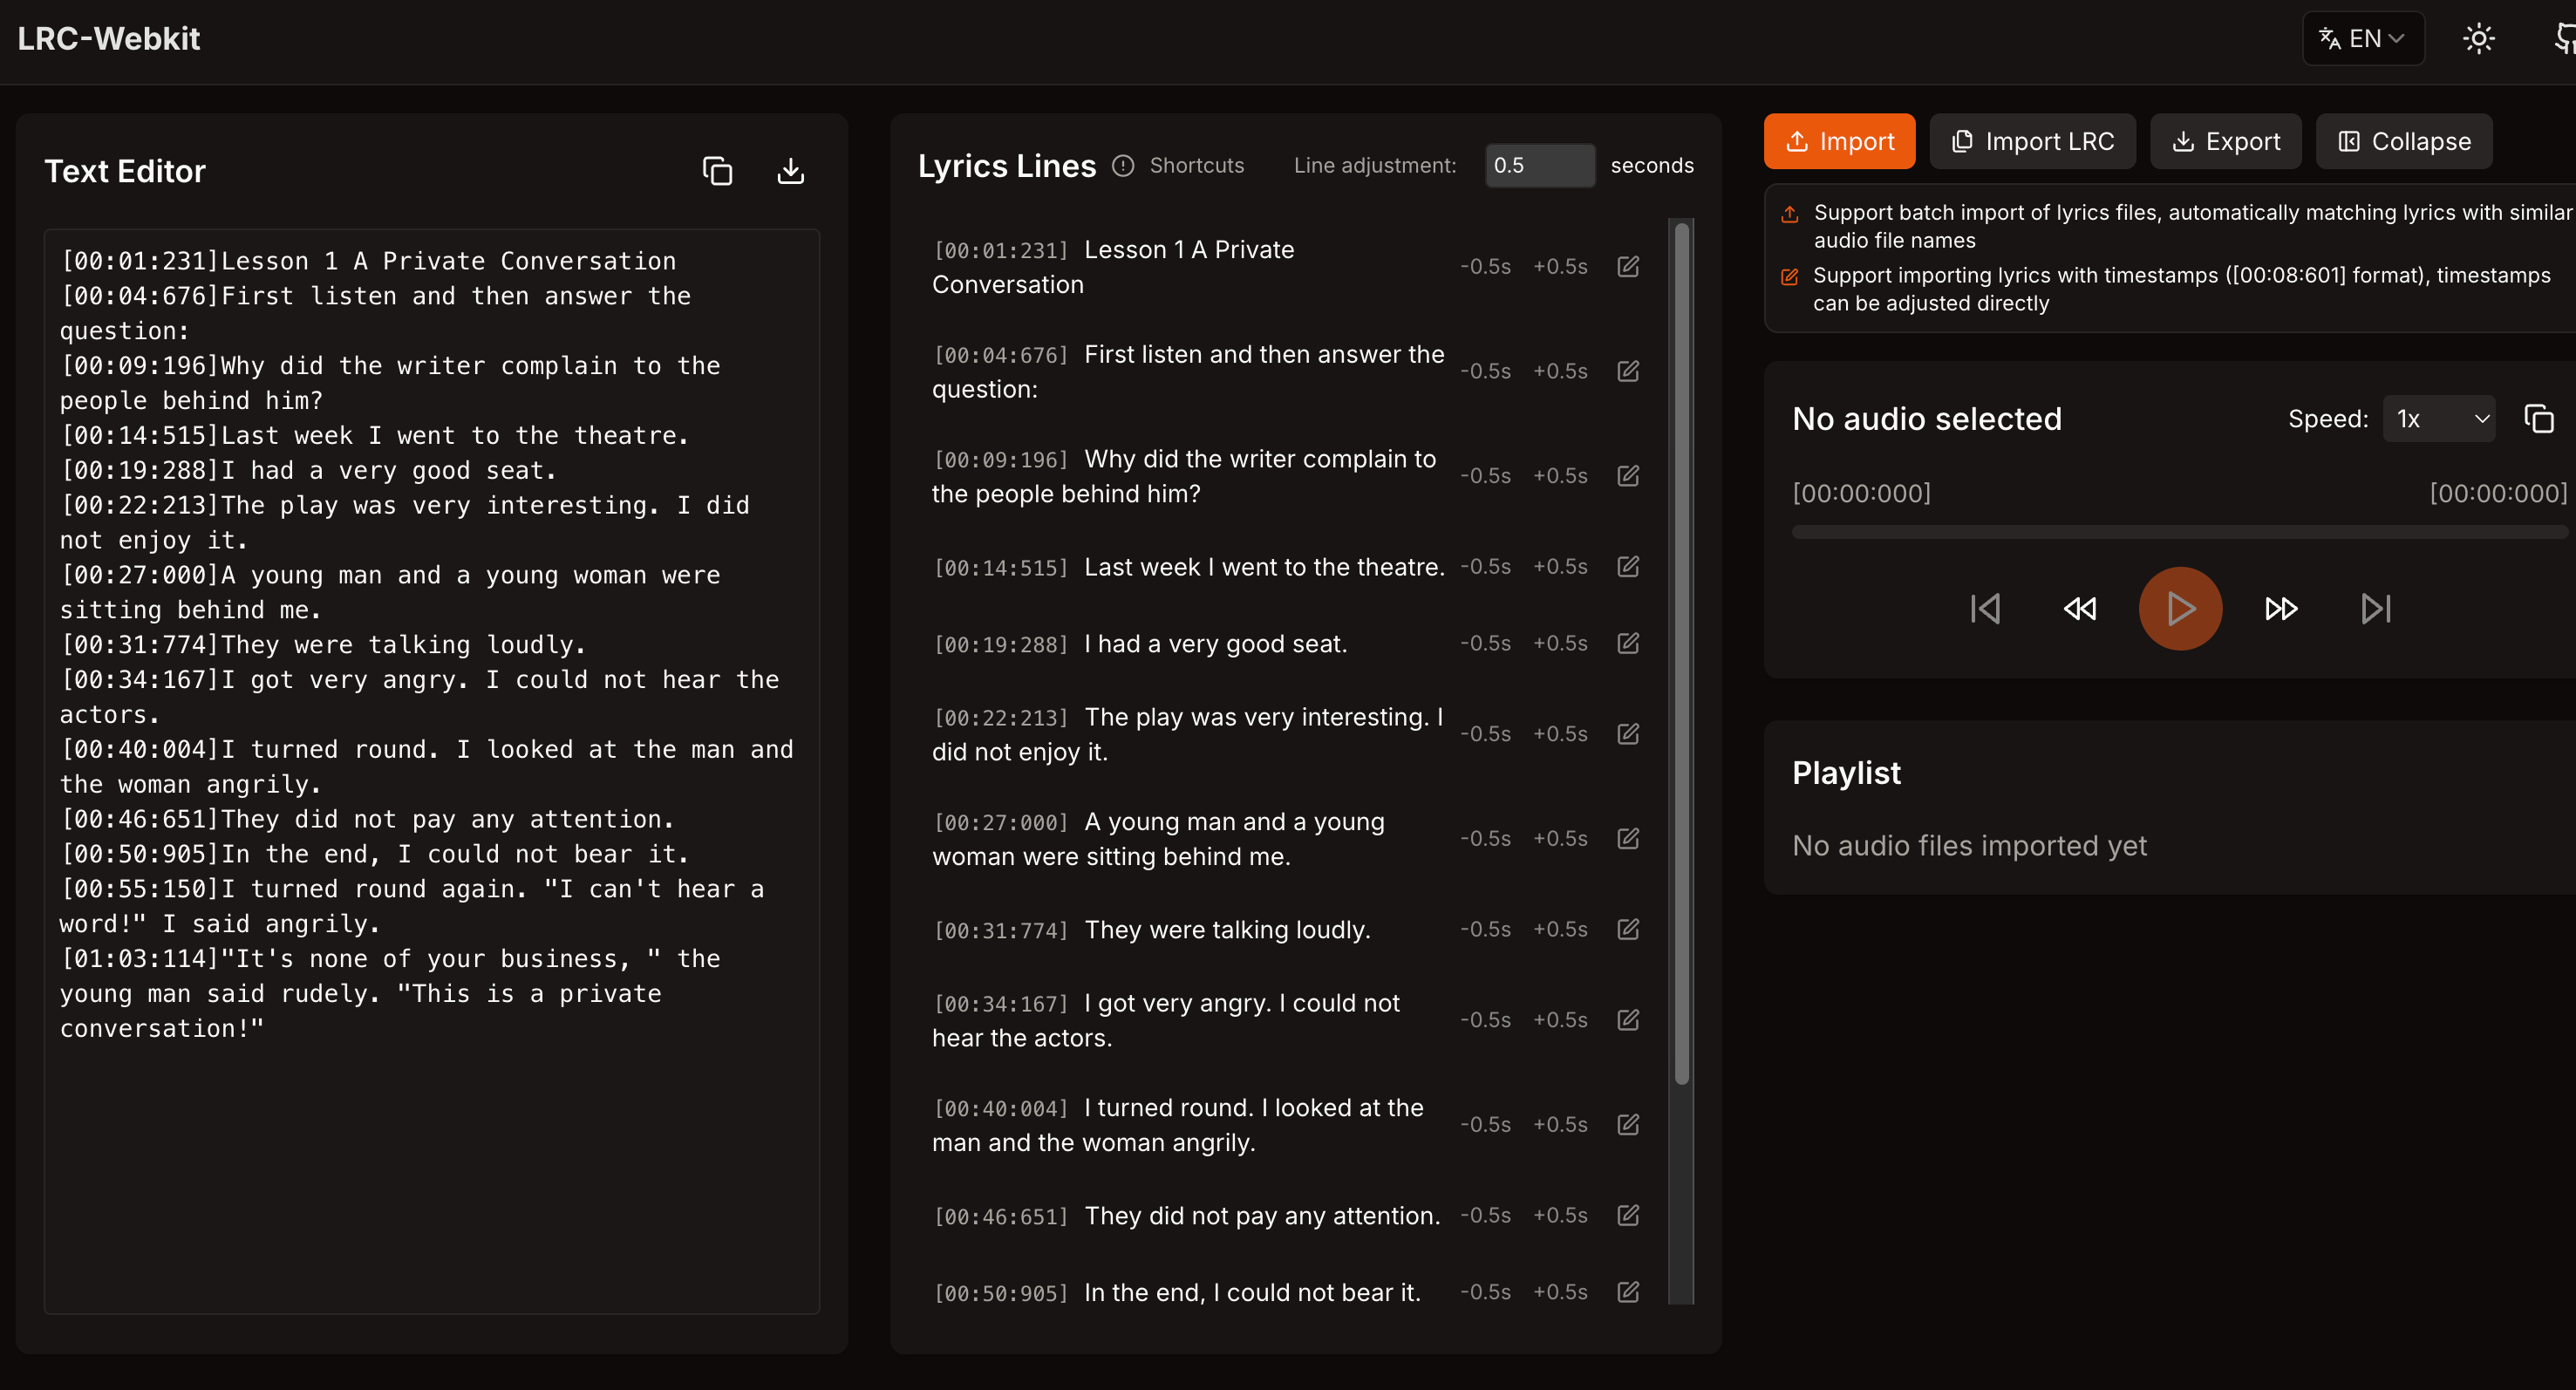 LRC-Webkit
EN
Text Editor
[00:01:231]Lesson 1 A Private Conversation
[00:04:676]First listen and then answer the
question:
[00:09:196]Why did the writer complain to the
people behind him?
[00:14:515]Last week I went to the theatre.
[00:19:288]I had a very good seat.
[00:22:213]The play was very interesting. I did
not enjoy it.
[00:27:000]A young man and a young woman were
sitting behind me.
[00:31:774]They were talking loudly.
[00:34:167]I got very angry. I could not hear the
actors.
[00:40:004]I turned round. I looked at the man and
the woman angrily.
[00:46:651]They did not pay any attention.
[00:50:905]In the end, I could not bear it.
[00:55:150]I turned round again. "I can't hear a
word!" I said angrily.
[01:03:114]"It's none of your business, " the
young man said rudely. "This is a private
conversation!"
Lyrics Lines Shortcuts Line adjustment: 0.5 seconds
[00:01:231] Lesson 1 A Private
Conversation
-0.5s +0.5s
[00:04:676] First listen and then answer the
question:
-0.5s +0.5s
[00:09:196] Why did the writer complain to
the people behind him?
-0.5s +0.5s
[00:14:515] Last week I went to the theatre. -0.5s +0.5s
[00:19:288] I had a very good seat. -0.5s +0.5s
[00:22:213] The play was very interesting. I
did not enjoy it.
-0.5s +0.5s
[00:27:000] A young man and a young
woman were sitting behind me.
-0.5s +0.5s
[00:31:774] They were talking loudly. -0.5s +0.5s
[00:34:167] I got very angry. I could not
hear the actors.
-0.5s +0.5s
[00:40:004] I turned round. I looked at the
man and the woman angrily.
-0.5s +0.5s
[00:46:651] They did not pay any attention. -0.5s +0.5s
[00:50:905] In the end, I could not bear it. -0.5s +0.5s
Import Import LRC Export Collapse
Support batch import of lyrics files, automatically matching lyrics with similar
audio file names
Support importing lyrics with timestamps ([00:08:601] format), timestamps
can be adjusted directly
No audio selected Speed: 1x
[00:00:000] [00:00:000]
Playlist
No audio files imported yet